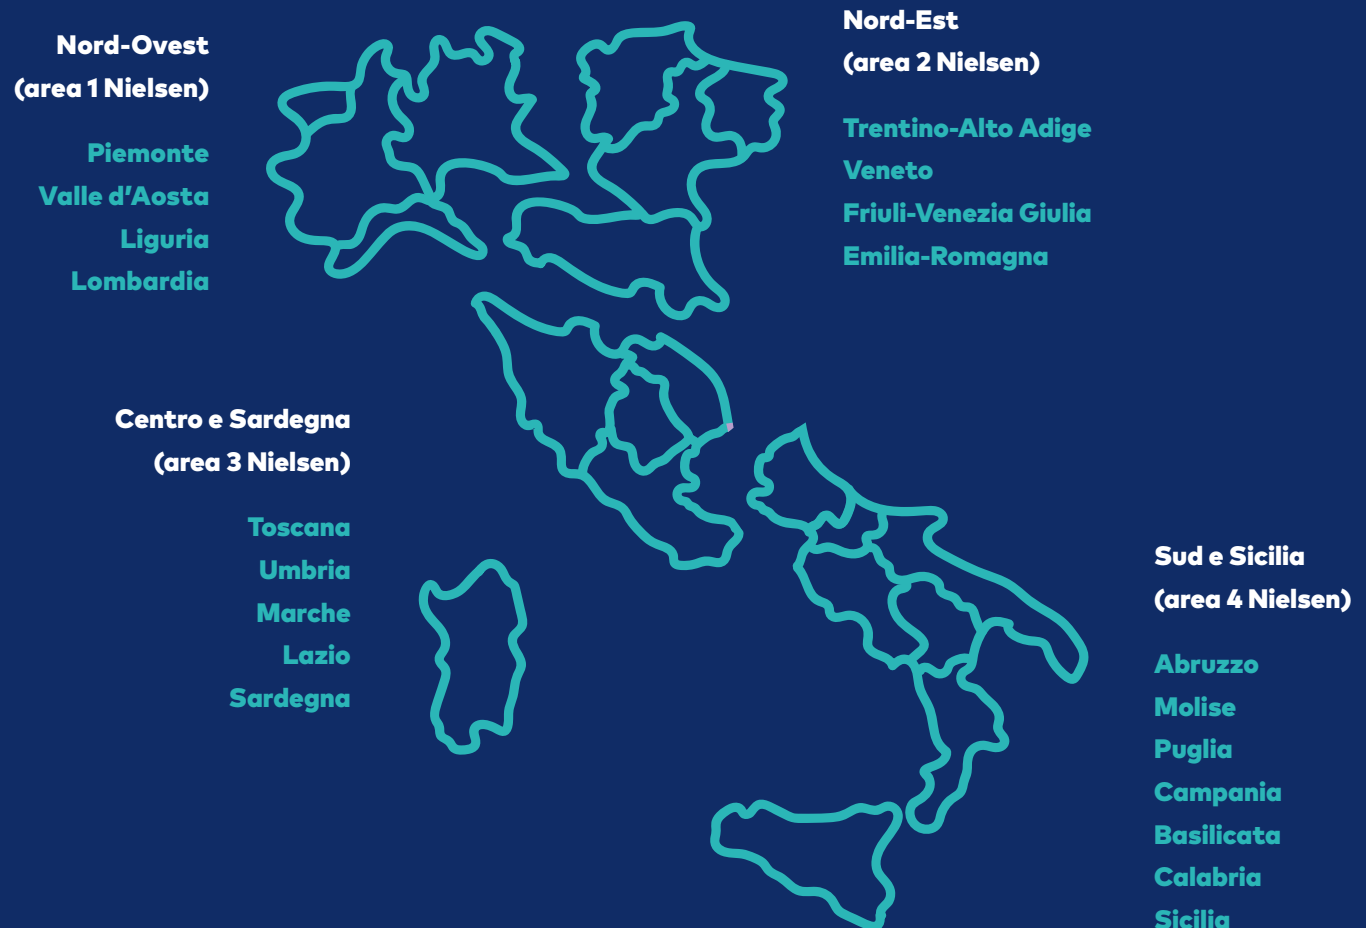 Nord-Ovest
(area 1 Nielsen)
Piemonte
Valle d’Aosta
Liguria
Lombardia
Nord-Est
(area 2 Nielsen)
Trentino-Alto Adige
Veneto
Friuli-Venezia Giulia
Emilia-Romagna
Centro e Sardegna
(area 3 Nielsen)
Toscana
Umbria
Marche
Lazio
Sardegna
Sud e Sicilia
(area 4 Nielsen)
Abruzzo
Molise
Puglia
Campania
Basilicata
Calabria
Sicilia